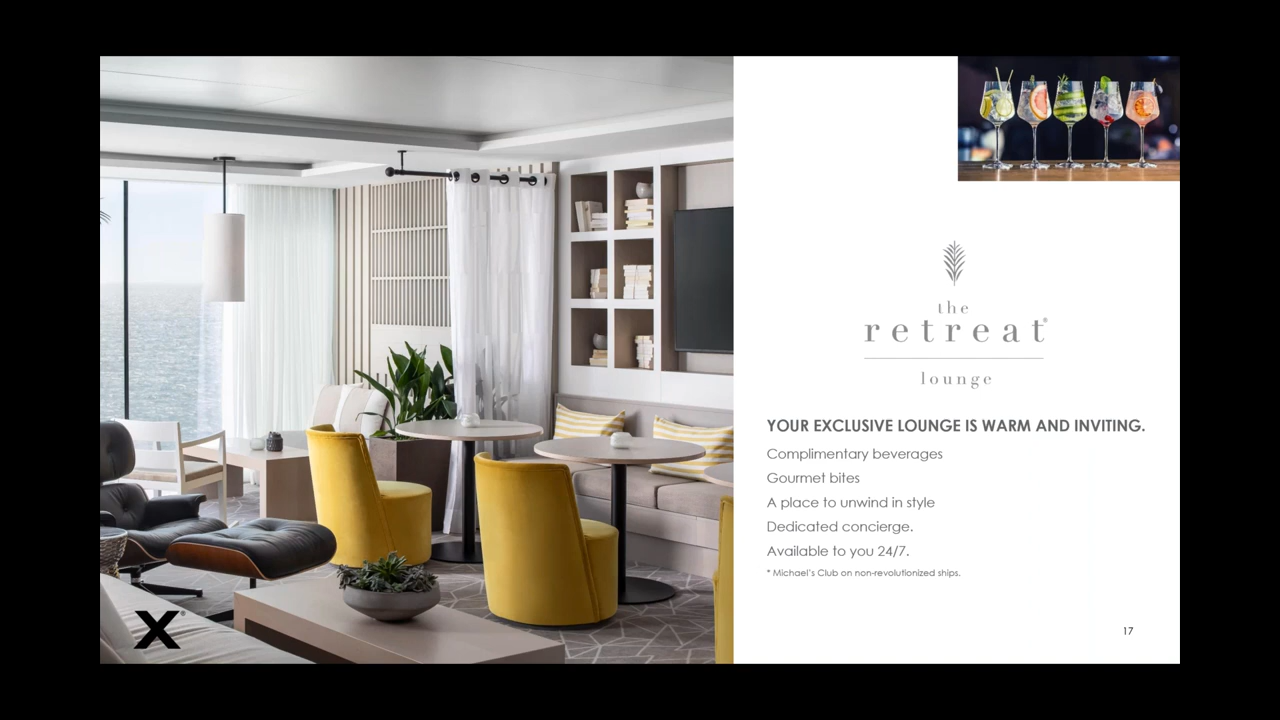 the
retreat®
lounge
YOUR EXCLUSIVE LOUNGE IS WARM AND INVITING.
Complimentary beverages
Gourmet bites
A place to unwind in style
Dedicated concierge.
Available to you 24/7.
* Michael's Club on non-revolutionized ships.
X®
17